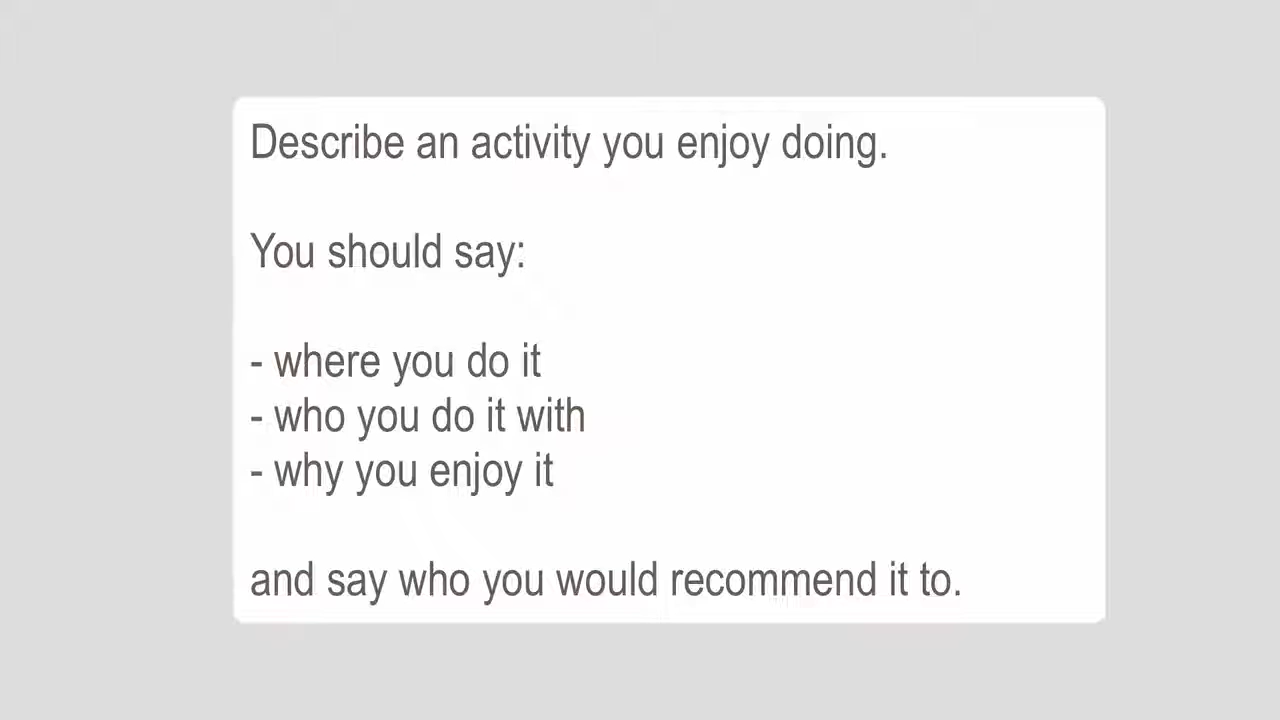 Describe an activity you enjoy doing.
You should say:
- where you do it
- who you do it with
- why you enjoy it
and say who you would recommend it to.